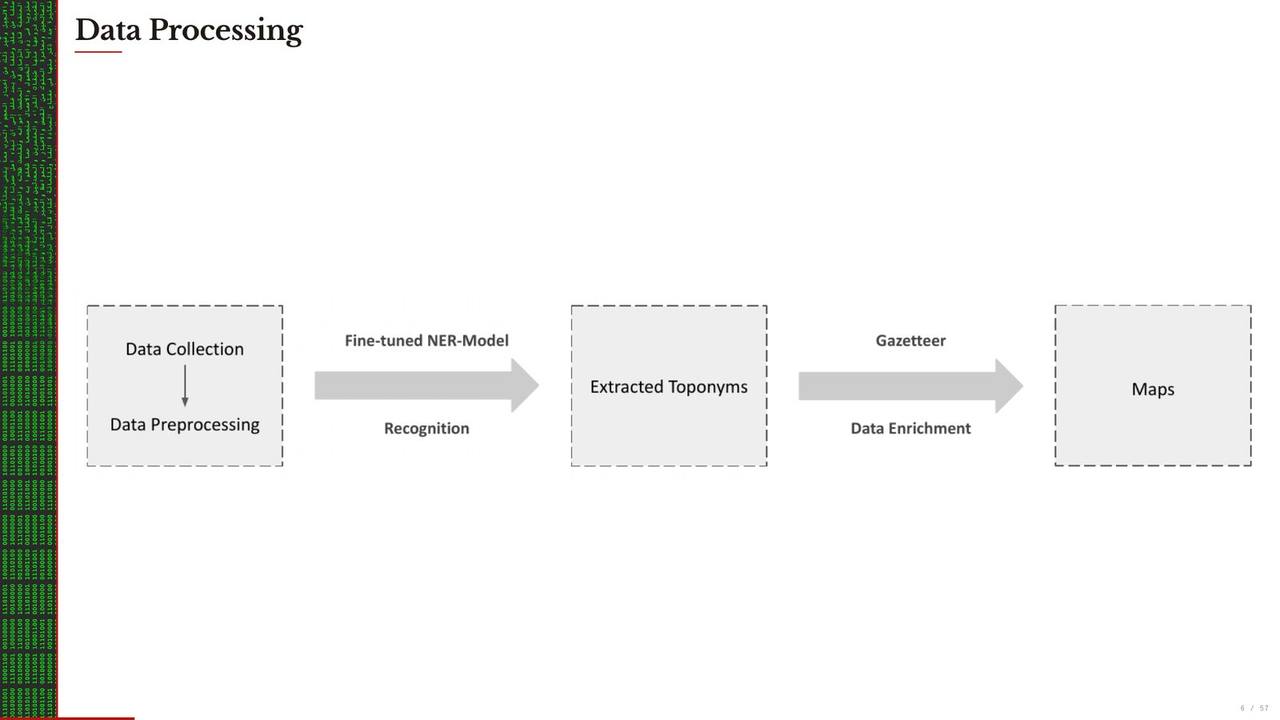 Data Processing
Data Collection
Data Preprocessing
Fine-tuned NER-Model
Recognition
Extracted Toponyms
Gazetteer
Data Enrichment
Maps
6 / 57